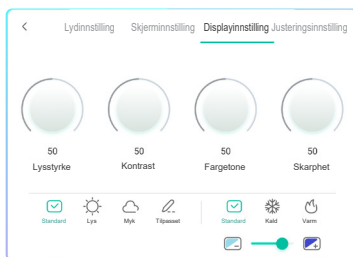 Lydinnstilling Skjerminnstilling Displayinnstilling Justeringsinnstilling
50 50 50 50
Lysstyrke Kontrast Fargetone Skarphet
Standard Lys Myk Tilpasset Standard Kald Varm